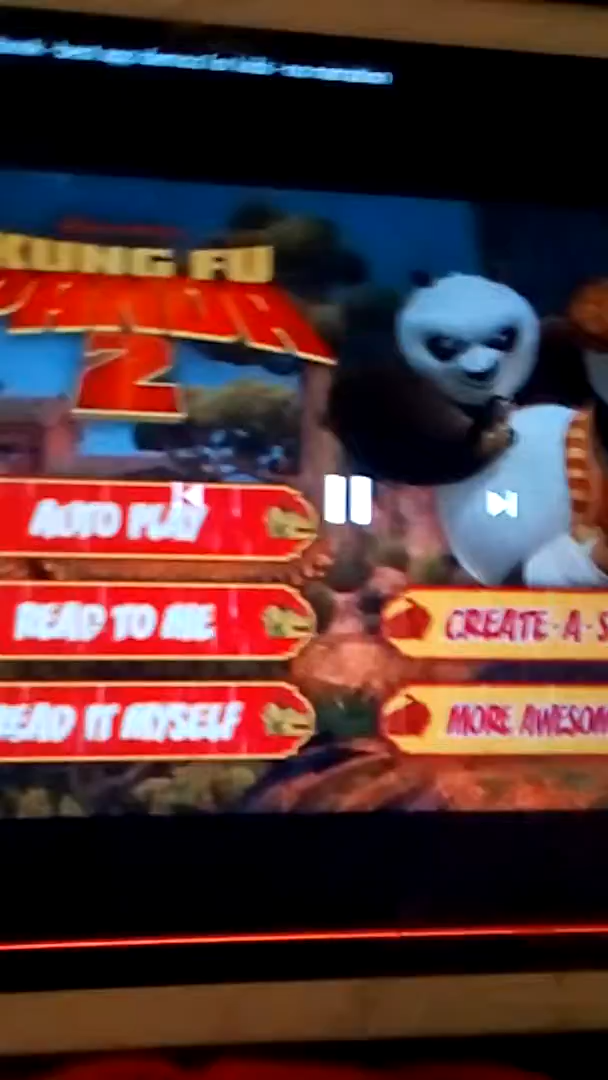 KUNG FU
PANDA
2
AUTO PLAY
READ TO ME
READ IT MYSELF
CREATE-A-S
MORE AWESOM